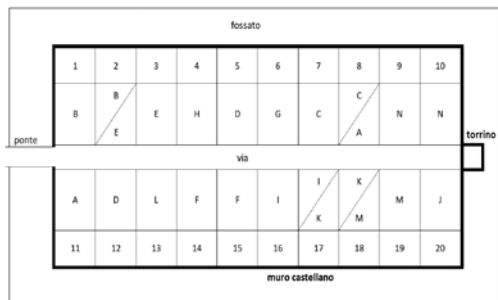 fossato
1 2 3 4 5 6 7 8 9 10
B C
B E H D G C N N
E A
ponte torrino
via
I K
A D L F F I M J
K M
11 12 13 14 15 16 17 18 19 20
muro castellano